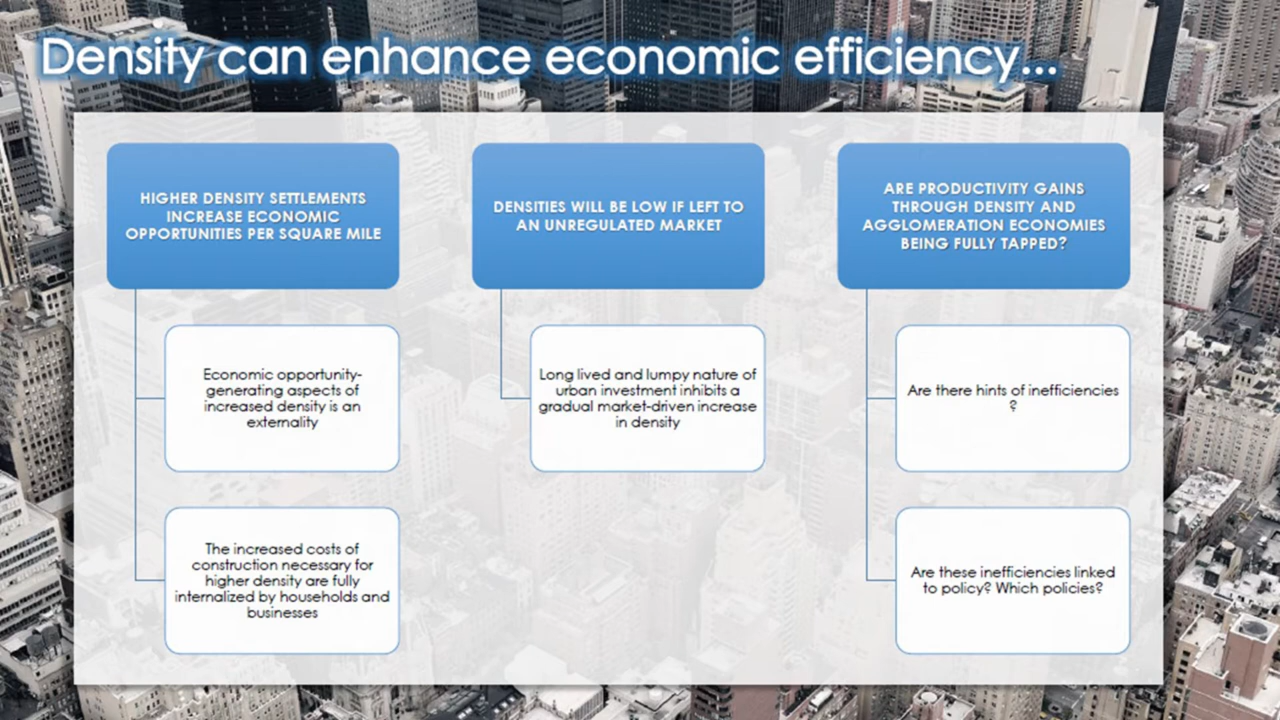 Density can enhance economic efficiency...
HIGHER DENSITY SETTLEMENTS
INCREASE ECONOMIC
OPPORTUNITIES PER SQUARE MILE
Economic opportunity-
generating aspects of
increased density is an
externality
The increased costs of
construction necessary for
higher density are fully
internalized by households and
businesses
DENSITIES WILL BE LOW IF LEFT TO
AN UNREGULATED MARKET
Long lived and lumpy nature of
urban investment inhibits a
gradual market-driven increase
in density
ARE PRODUCTIVITY GAINS
THROUGH DENSITY AND
AGGLOMERATION ECONOMIES
BEING FULLY TAPPED?
Are there hints of inefficiencies
?
Are these inefficiencies linked
to policy? Which policies?